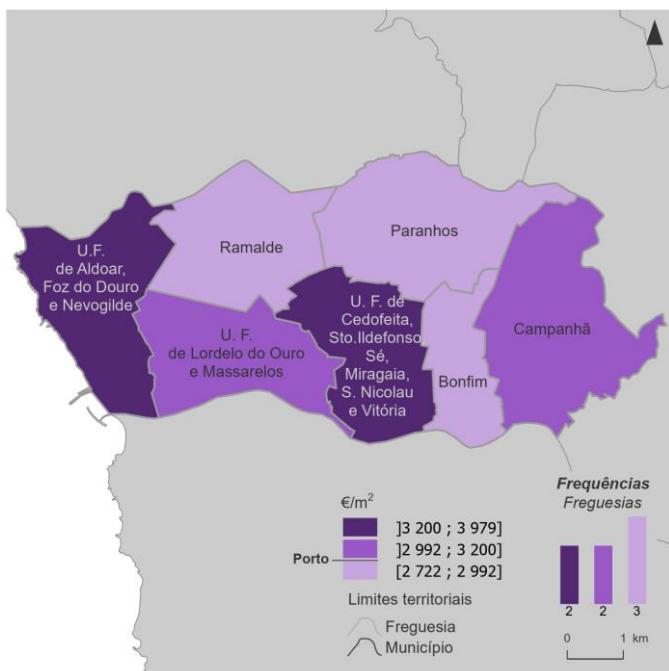 U.F.
de Aldoar,
Foz do Douro
e Nevogilde
Ramalde
Paranhos
U. F.
de Lordelo do Ouro
e Massarelos
U. F. de
Cedofeita,
Sto.Ildefonso,
Sé,
Miragaia,
S. Nicolau
e Vitória
Bonfim
Campanhã
€/m²
]3 200 ; 3 979]
]2 992 ; 3 200]
Porto
[2 722 ; 2 992]
Limites territoriais
Freguesia
Município
Frequências
Freguesias
2 2 3
0 1 km